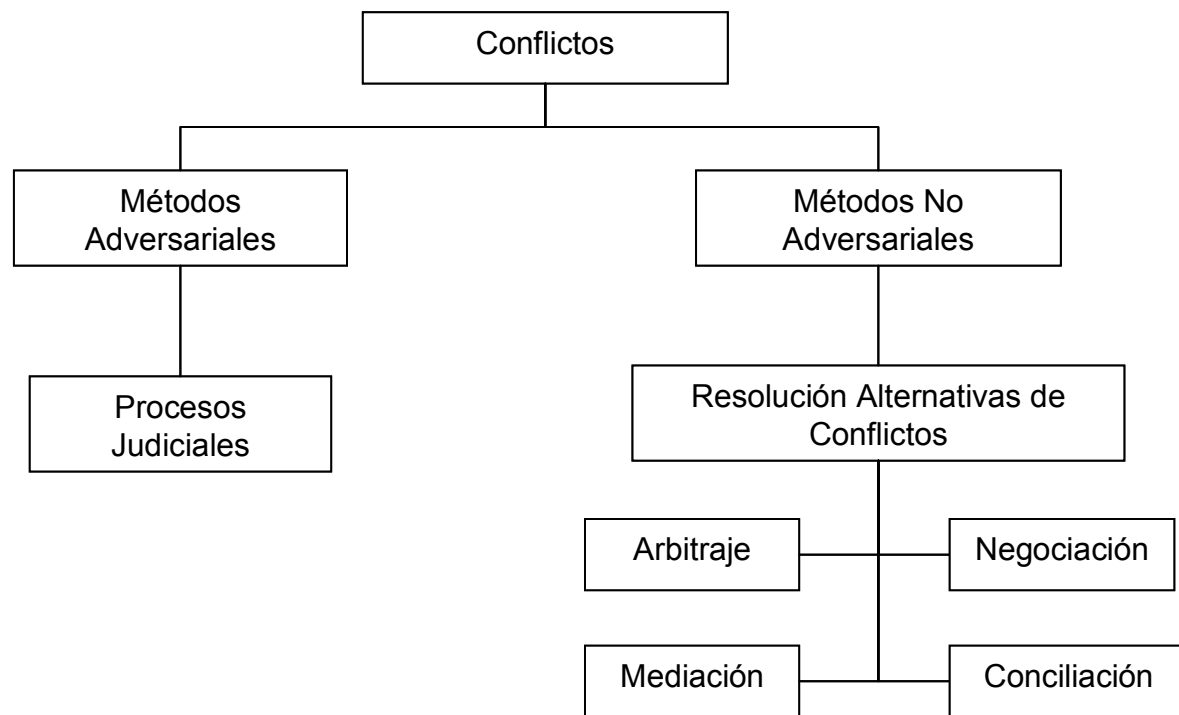 Conflictos
Métodos
Adversariales
Métodos No
Adversariales
Procesos
Judiciales
Resolución Alternativas de
Conflictos
Arbitraje
Negociación
Mediación
Conciliación